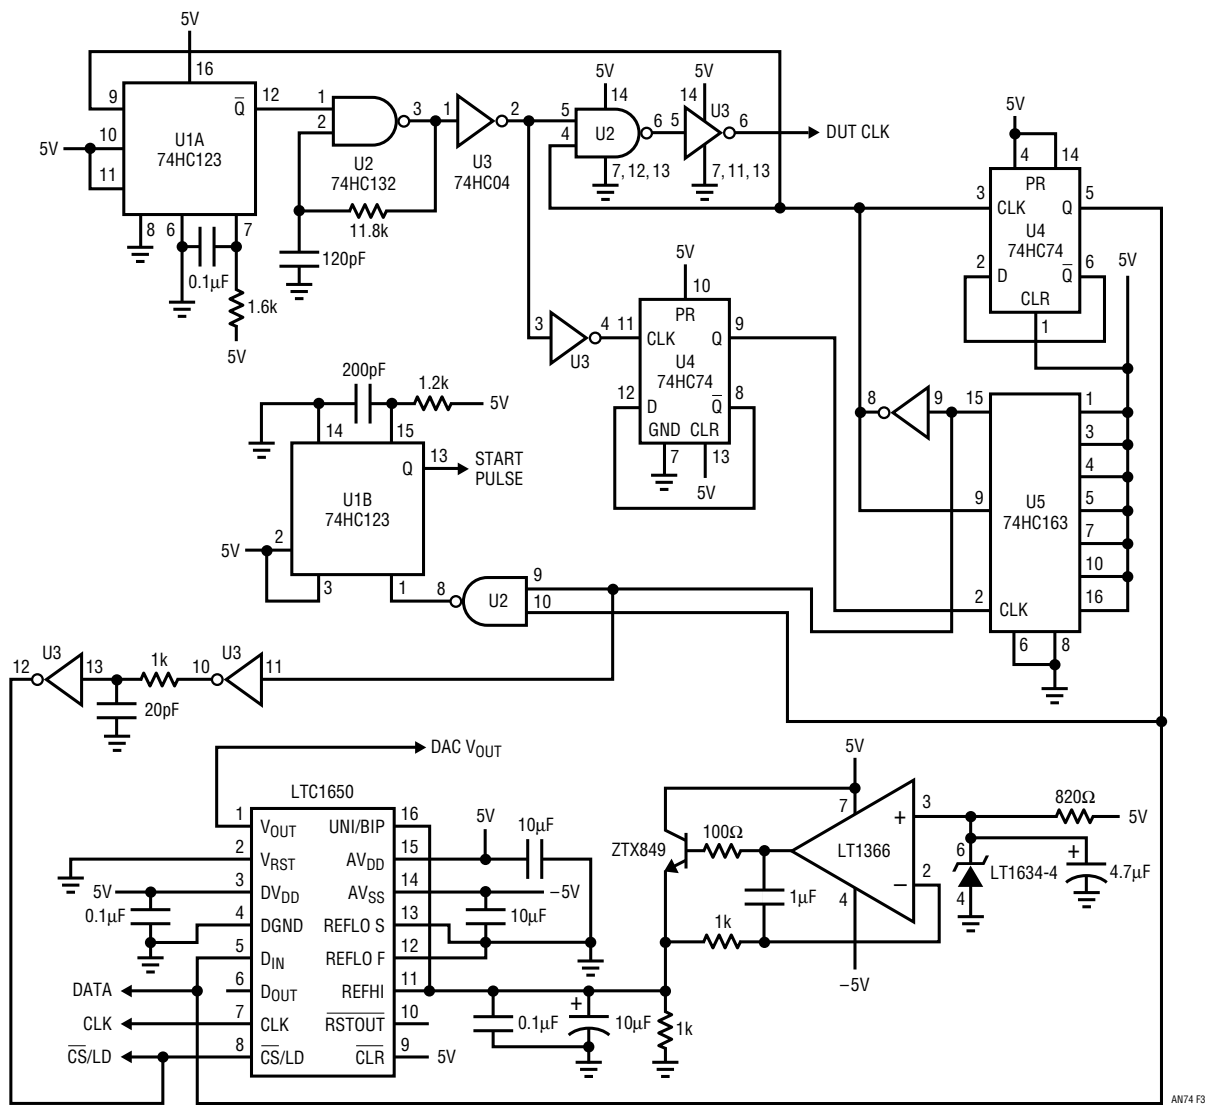 5V
16
9
12
Q̅
1
3
1
2
5
5V
14
5V
14
U3
U1A
74HC123
10
5V
11
2
U2
74HC132
U3
74HC04
4
U2
6
5
6
DUT CLK
7, 12, 13
7, 11, 13
5V
4
14
PR
3
CLK
Q
5
U4
74HC74
2
D
Q̅
6
CLR
1
5V
8
6
7
11.8k
0.1µF
120pF
1.6k
5V
5V
10
3
4
11
U3
PR
CLK
Q
9
U4
74HC74
12
D
Q̅
8
GND
CLR
7
13
5V
200pF
1.2k
5V
14
15
Q
13
START
PULSE
U1B
74HC123
2
5V
3
1
8
9
15
1
3
4
9
5
U5
74HC163
7
10
2
CLK
16
6
8
8
U2
9
10
12
U3
13
1k
10
U3
11
20pF
DAC VOUT
LTC1650
1
VOUT
UNI/BIP
16
2
VRST
AVDD
15
5V
10µF
5V
3
DVDD
AVSS
14
–5V
0.1µF
4
DGND
REFLO S
13
10µF
5
DIN
REFLO F
12
DATA
6
DOUT
REFHI
11
CLK
7
CLK
RSTOUT
10
CS/LD
8
CS/LD
CLR
9
5V
0.1µF
+
10µF
1k
5V
7
+
3
820Ω
5V
ZTX849
100Ω
LT1366
6
LT1634-4
+
4.7µF
1µF
–
2
4
4
1k
–5V
AN74 F3